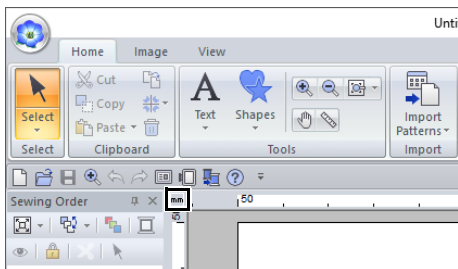 Unti
Home Image View
Cut
Copy
Paste
Select
Text
Shapes
Import
Patterns
Select Clipboard Tools Import
Sewing Order
mm
50